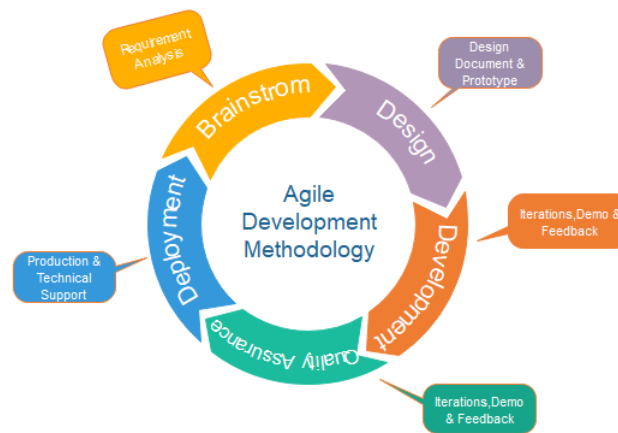 Requirement
Analysis
Brainstrom
Design
Document &
Prototype
Design
Agile
Development
Methodology
Iterations,Demo &
Feedback
Development
Production &
Technical
Support
Deployment
Quality Assurance
Iterations,Demo
& Feedback